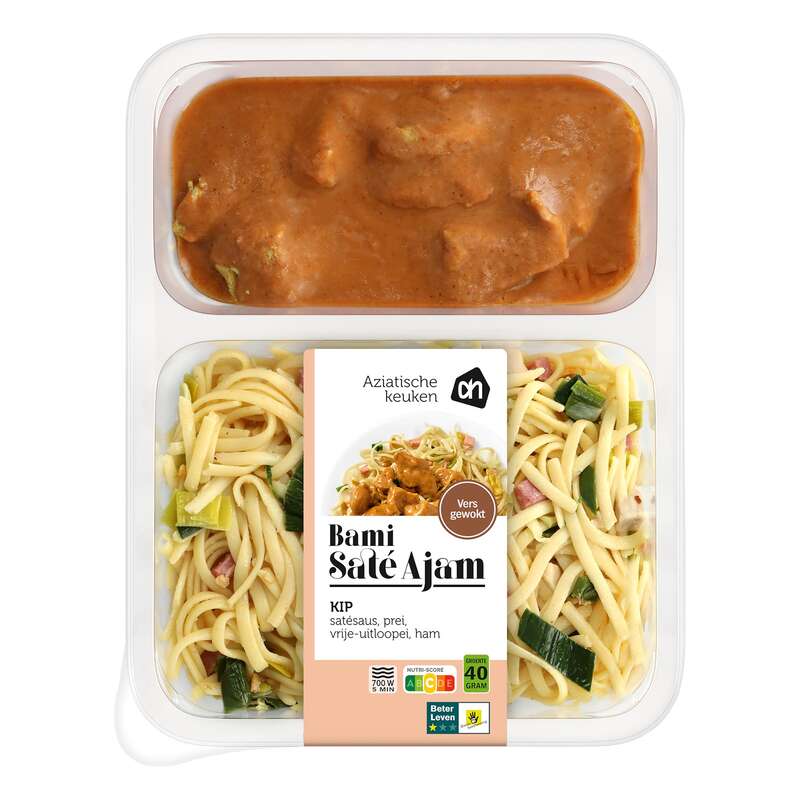 Aziatische
keuken
ah
Vers
gewokt
Bami
Saté Ajam
KIP
satésaus, prei,
vrije-uitloopei, ham
700 W
5 MIN
NUTRI-SCORE
A B C D E
GROENTE
40
GRAM
Beter
Leven